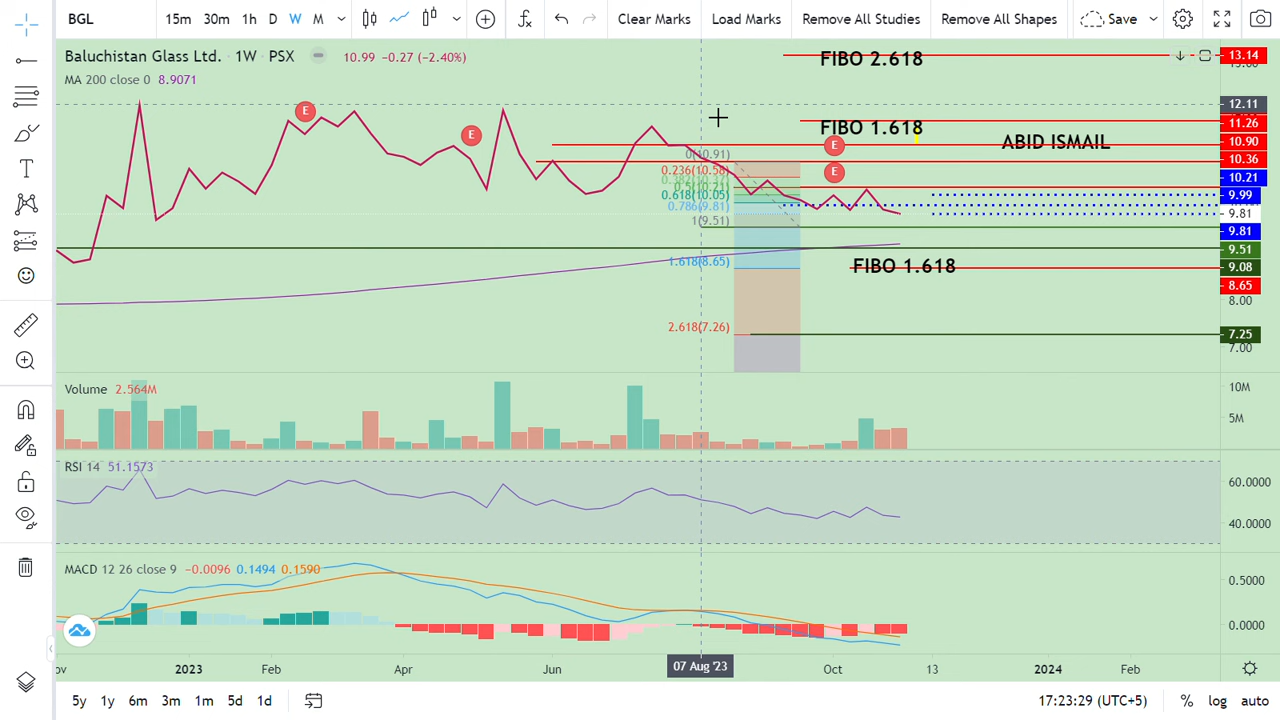 BGL 15m 30m 1h D W M Clear Marks Load Marks Remove All Studies Remove All Shapes Save
Baluchistan Glass Ltd. · 1W · PSX 10.99 −0.27 (−2.40%)
MA 200 close 0 8.9071
FIBO 2.618
FIBO 1.618
ABID ISMAIL
FIBO 1.618
E
E
E
E
0(10.91)
0.236(10.58)
0.5(10.21)
0.618(10.05)
0.786(9.81)
1(9.51)
1.618(8.65)
2.618(7.26)
13.14
12.11
11.26
10.90
10.36
10.21
9.99
9.81
9.81
9.51
9.08
8.65
8.00
7.25
7.00
Volume 2.564M
10M
5M
RSI 14 51.1573
60.0000
40.0000
MACD 12 26 close 9 −0.0096 0.1494 0.1590
0.5000
0.0000
2023 Feb Apr Jun 07 Aug '23 Oct 13 2024 Feb
5y 1y 6m 3m 1m 5d 1d 17:23:29 (UTC+5) % log auto